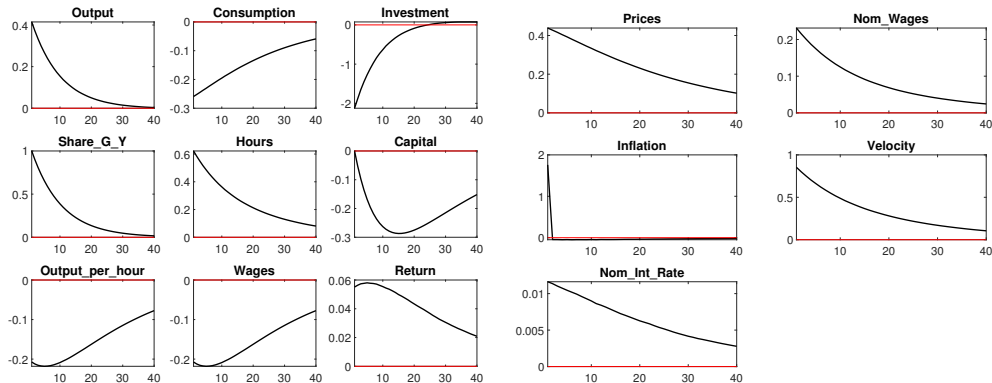 Output
0.4
0.2
0
10 20 30 40
Consumption
0
-0.1
-0.2
-0.3
10 20 30 40
Investment
0
-1
-2
10 20 30 40
Prices
0.4
0.2
0
10 20 30 40
Nom_Wages
0.2
0.1
0
10 20 30 40
Share_G_Y
1
0.5
0
10 20 30 40
Hours
0.6
0.4
0.2
0
10 20 30 40
Capital
0
-0.1
-0.2
-0.3
10 20 30 40
Inflation
2
1
0
10 20 30 40
Velocity
1
0.5
0
10 20 30 40
Output_per_hour
0
-0.1
-0.2
10 20 30 40
Wages
0
-0.1
-0.2
10 20 30 40
Return
0.06
0.04
0.02
0
10 20 30 40
Nom_Int_Rate
0.01
0.005
0
10 20 30 40